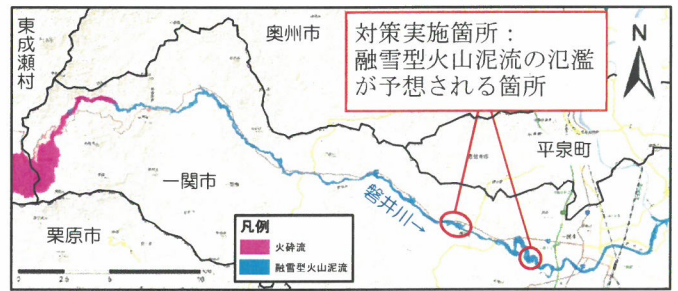 東成瀬村
奥州市
対策実施箇所：
融雪型火山泥流の氾濫
が予想される箇所
N
平泉町
一関市
磐井川→
栗原市
凡例
火砕流
融雪型火山泥流